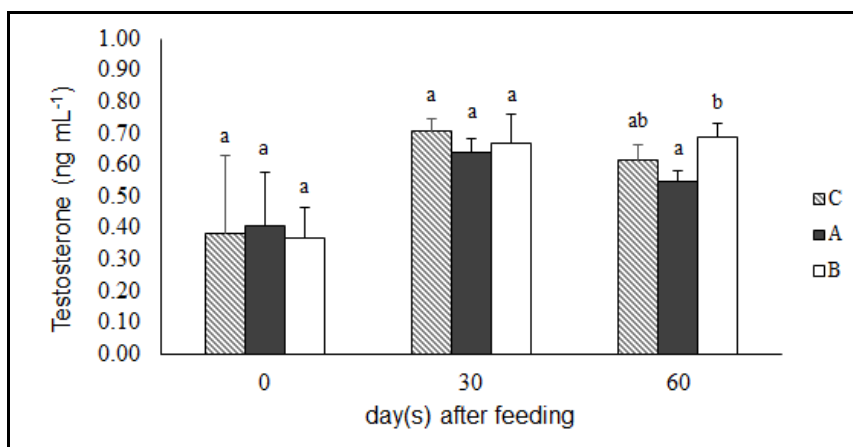 Testosterone (ng mL-1)
1.00
0.90
0.80
0.70
0.60
0.50
0.40
0.30
0.20
0.10
0.00
a a a
a a a
ab a b
0 30 60
day(s) after feeding
C
A
B